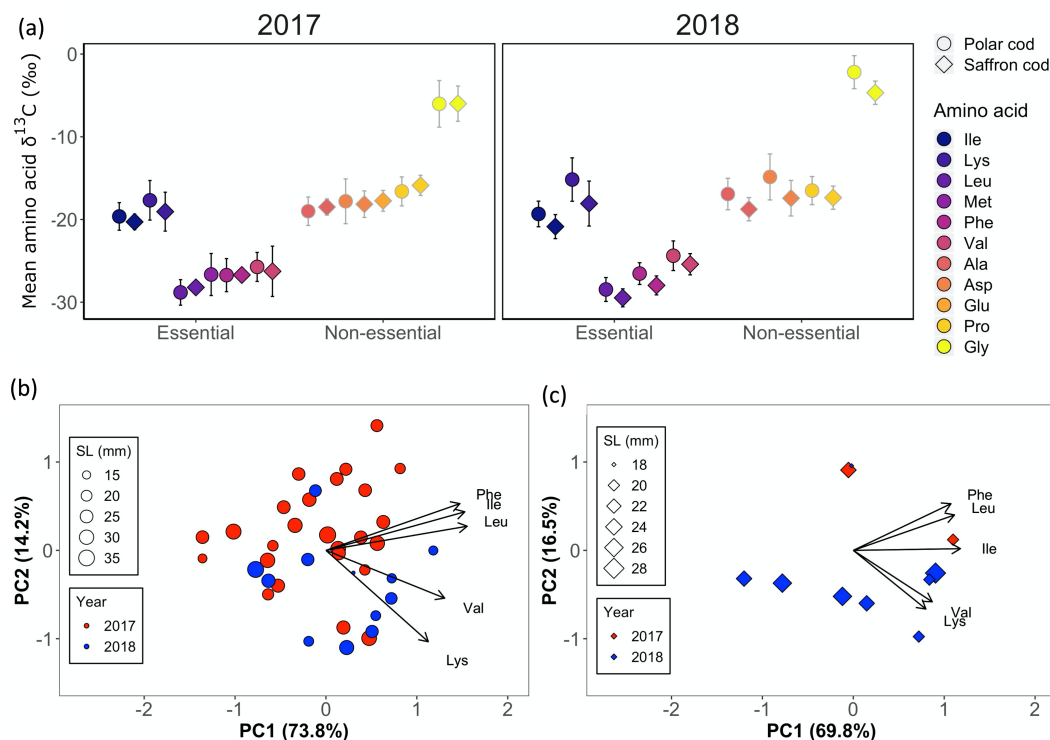 (a)
2017
2018
Mean amino acid δ13C (‰)
0
-10
-20
-30
Essential
Non-essential
Essential
Non-essential
Polar cod
Saffron cod
Amino acid
Ile
Lys
Leu
Met
Phe
Val
Ala
Asp
Glu
Pro
Gly
(b)
PC2 (14.2%)
1
0
-1
SL (mm)
15
20
25
30
35
Year
2017
2018
Phe
Ile
Leu
Val
Lys
-2
-1
0
1
2
PC1 (73.8%)
(c)
PC2 (16.5%)
1
0
-1
SL (mm)
18
20
22
24
26
28
Year
2017
2018
Phe
Leu
Ile
Val
Lys
-2
-1
0
1
2
PC1 (69.8%)